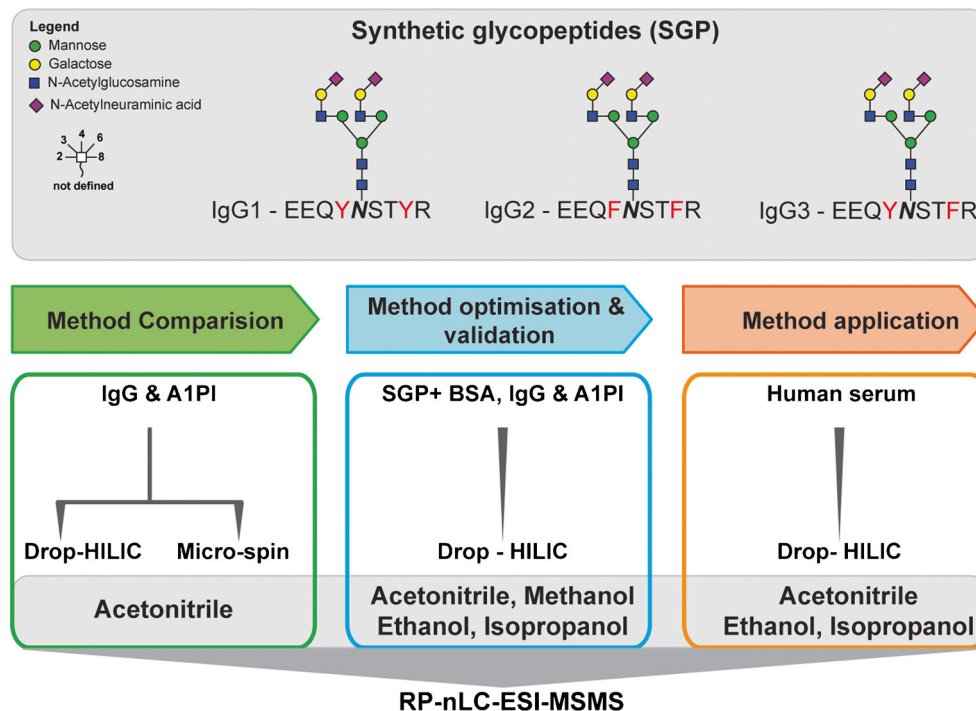 Legend
Mannose
Galactose
N-Acetylglucosamine
N-Acetylneuraminic acid
2 3 4 6 8
not defined
Synthetic glycopeptides (SGP)
IgG1 - EEQYNSTYR
IgG2 - EEQFNSTFR
IgG3 - EEQYNSTFR
Method Comparision
Method optimisation &
validation
Method application
IgG & A1PI
Drop-HILIC
Micro-spin
Acetonitrile
SGP+ BSA, IgG & A1PI
Drop - HILIC
Acetonitrile, Methanol
Ethanol, Isopropanol
Human serum
Drop- HILIC
Acetonitrile
Ethanol, Isopropanol
RP-nLC-ESI-MSMS